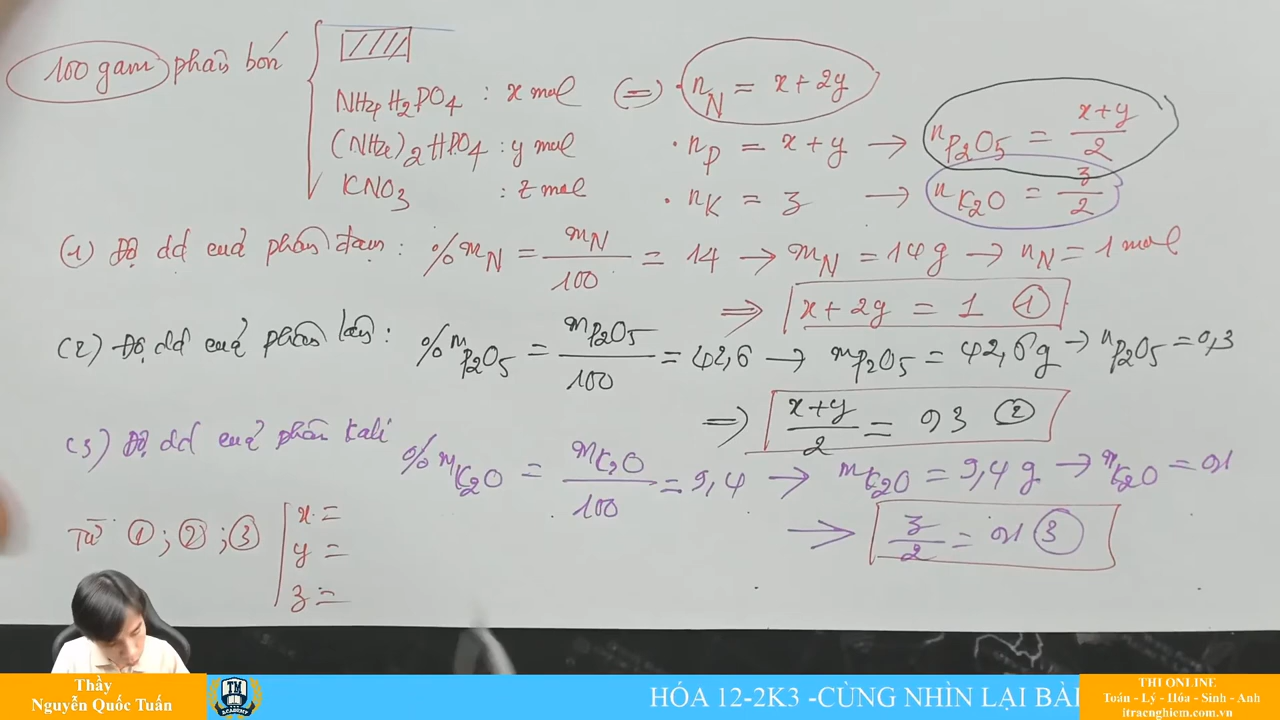 100 gam phân bón
NH4H2PO4 : x mol (=) · nN = x + 2y
(NH4)2HPO4 : y mol · nP = x + y → nP2O5 = x+y/2
KNO3 : z mol · nK = z → nK2O = z/2
(1) Độ dd của phân đạm : %mN = mN/100 = 14 → mN = 14g → nN = 1 mol
⇒ x + 2y = 1 ①
(2) Độ dd của phân lân : %mP2O5 = mP2O5/100 = 42,6 → mP2O5 = 42,6g → nP2O5 = 0,3
⇒ x+y/2 = 0,3 ②
(3) Độ dd của phân kali %mK2O = mK2O/100 = 9,4 → mK2O = 9,4g → nK2O = 0,1
⇒ z/2 = 0,1 ③
Từ ①; ②; ③
x =
y =
z =
Thầy
Nguyễn Quốc Tuấn
TM
ACADEMY
HÓA 12-2K3 -CÙNG NHÌN LẠI BÀ
THI ONLINE
Toán - Lý - Hóa - Sinh - Anh
itracnghiem.com.vn